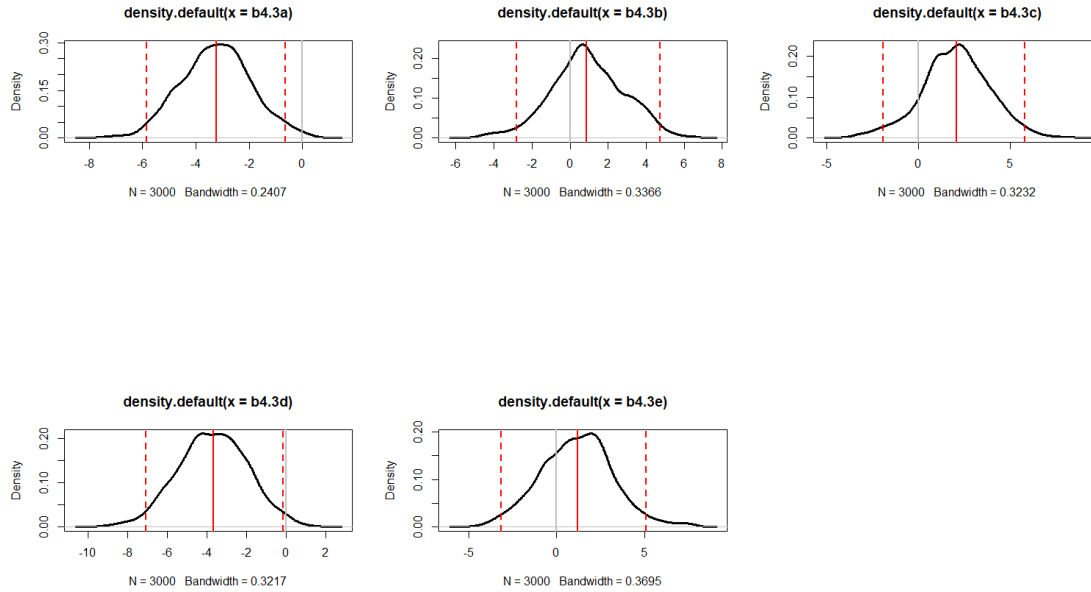 density.default(x = b4.3a)
density.default(x = b4.3b)
density.default(x = b4.3c)
Density
0.00 0.15 0.30
-8 -6 -4 -2 0
N = 3000 Bandwidth = 0.2407
Density
0.00 0.10 0.20
-6 -4 -2 0 2 4 6 8
N = 3000 Bandwidth = 0.3366
Density
0.00 0.10 0.20
-5 0 5
N = 3000 Bandwidth = 0.3232
density.default(x = b4.3d)
density.default(x = b4.3e)
Density
0.00 0.10 0.20
-10 -8 -6 -4 -2 0 2
N = 3000 Bandwidth = 0.3217
Density
0.00 0.10 0.20
-5 0 5
N = 3000 Bandwidth = 0.3695